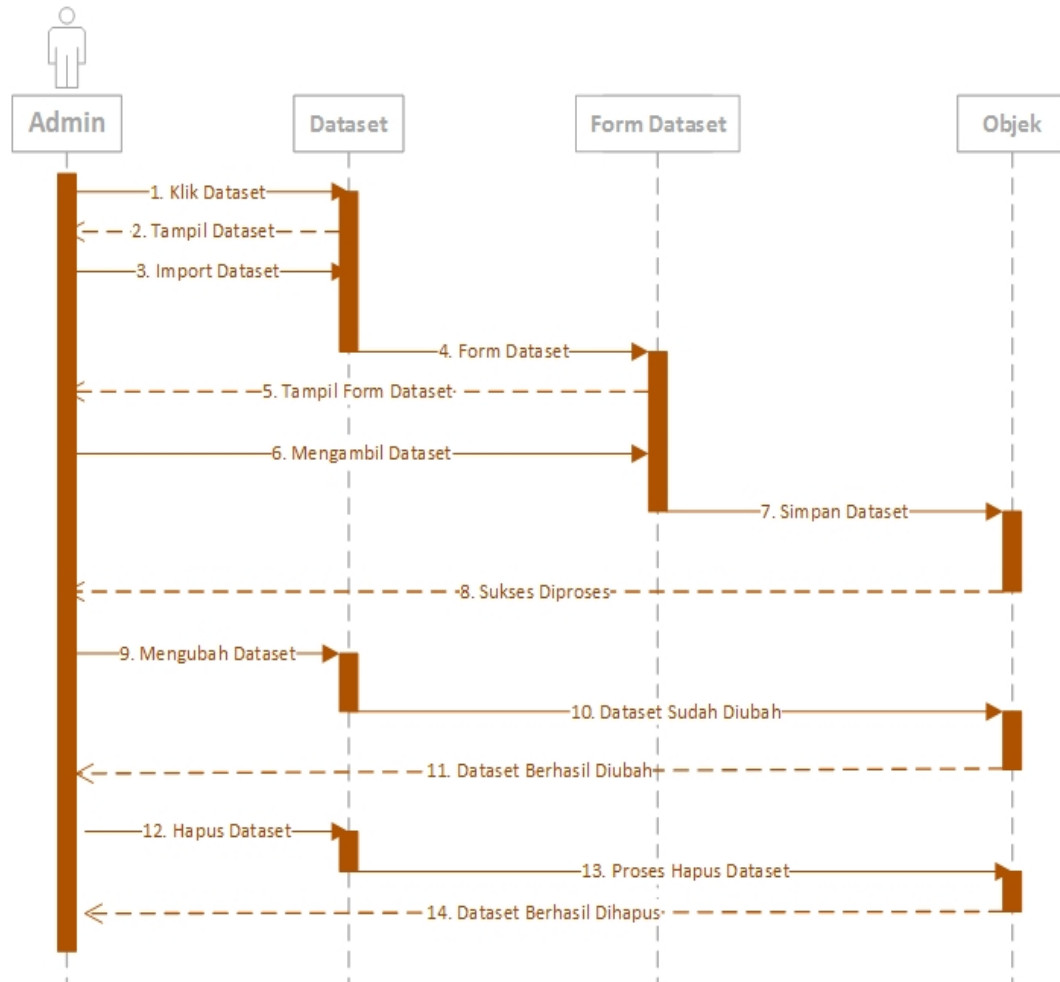 Admin
Dataset
Form Dataset
Objek
1. Klik Dataset
2. Tampil Dataset
3. Import Dataset
4. Form Dataset
5. Tampil Form Dataset
6. Mengambil Dataset
7. Simpan Dataset
8. Sukses Diproses
9. Mengubah Dataset
10. Dataset Sudah Diubah
11. Dataset Berhasil Diubah
12. Hapus Dataset
13. Proses Hapus Dataset
14. Dataset Berhasil Dihapus